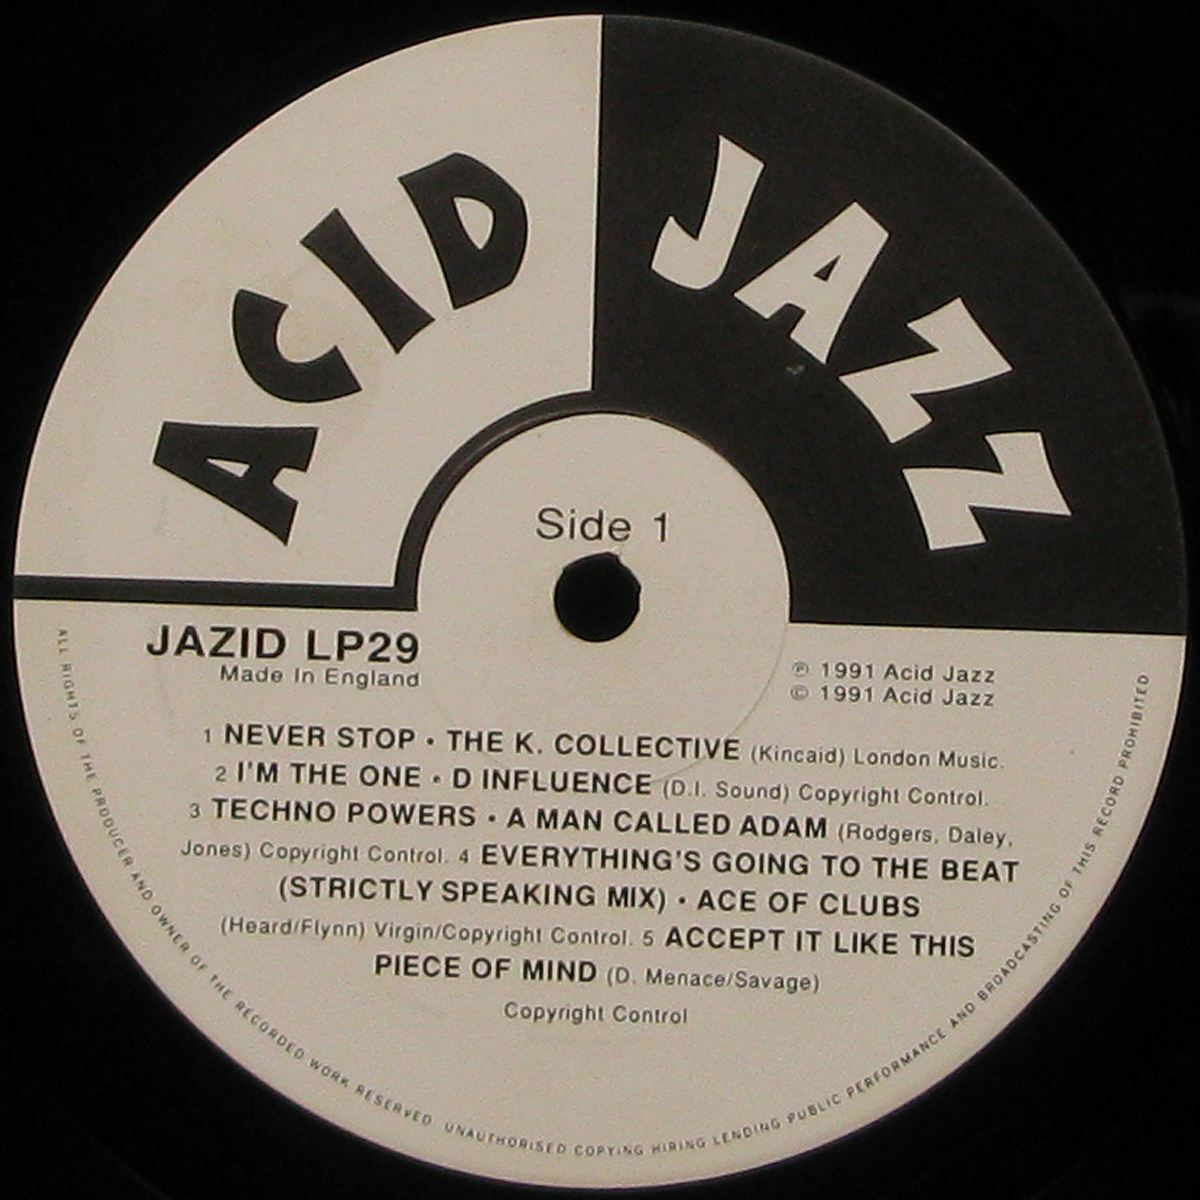 ACID JAZZ
Side 1
JAZID LP29
Made In England
℗ 1991 Acid Jazz
© 1991 Acid Jazz
1 NEVER STOP • THE K. COLLECTIVE (Kincaid) London Music.
2 I'M THE ONE • D INFLUENCE (D.I. Sound) Copyright Control.
3 TECHNO POWERS • A MAN CALLED ADAM (Rodgers, Daley,
Jones) Copyright Control. 4 EVERYTHING'S GOING TO THE BEAT
(STRICTLY SPEAKING MIX) • ACE OF CLUBS
(Heard/Flynn) Virgin/Copyright Control. 5 ACCEPT IT LIKE THIS
PIECE OF MIND (D. Menace/Savage)
Copyright Control
ALL RIGHTS OF THE PRODUCER AND OWNER OF THE RECORDED WORK RESERVED. UNAUTHORISED COPYING HIRING LENDING PUBLIC PERFORMANCE AND BROADCASTING OF THIS RECORD PROHIBITED